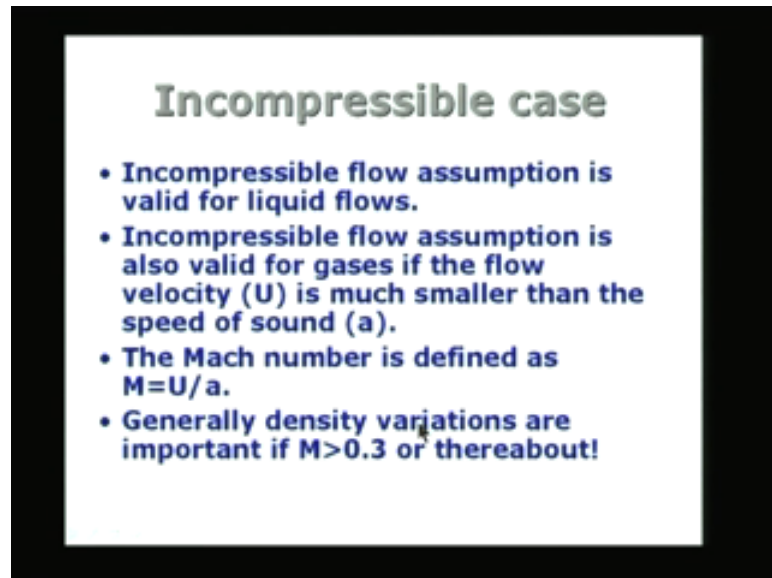 Incompressible case
• Incompressible flow assumption is
valid for liquid flows.
• Incompressible flow assumption is
also valid for gases if the flow
velocity (U) is much smaller than the
speed of sound (a).
• The Mach number is defined as
M=U/a.
• Generally density variations are
important if M>0.3 or thereabout!